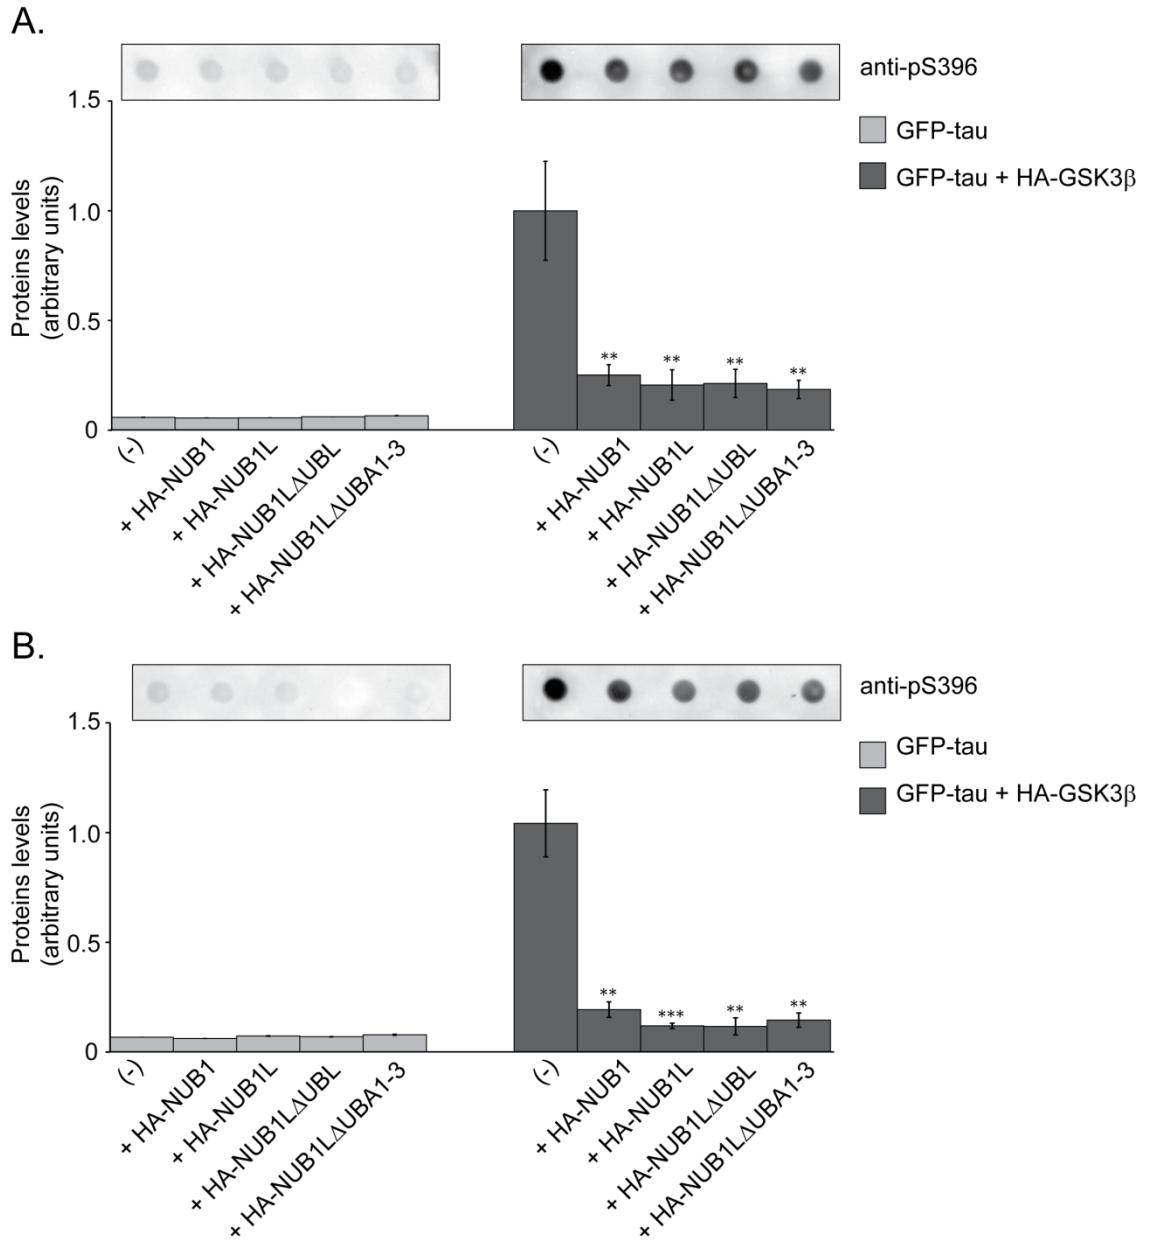 A.
anti-pS396
GFP-tau
GFP-tau + HA-GSK3β
Proteins levels
(arbitrary units)
1.5
1.0
0.5
0
** ** ** **
(-)
+ HA-NUB1
+ HA-NUB1L
+ HA-NUB1LΔUBL
+ HA-NUB1LΔUBA1-3
(-)
+ HA-NUB1
+ HA-NUB1L
+ HA-NUB1LΔUBL
+ HA-NUB1LΔUBA1-3
B.
anti-pS396
GFP-tau
GFP-tau + HA-GSK3β
Proteins levels
(arbitrary units)
1.5
1.0
0.5
0
** *** ** **
(-)
+ HA-NUB1
+ HA-NUB1L
+ HA-NUB1LΔUBL
+ HA-NUB1LΔUBA1-3
(-)
+ HA-NUB1
+ HA-NUB1L
+ HA-NUB1LΔUBL
+ HA-NUB1LΔUBA1-3